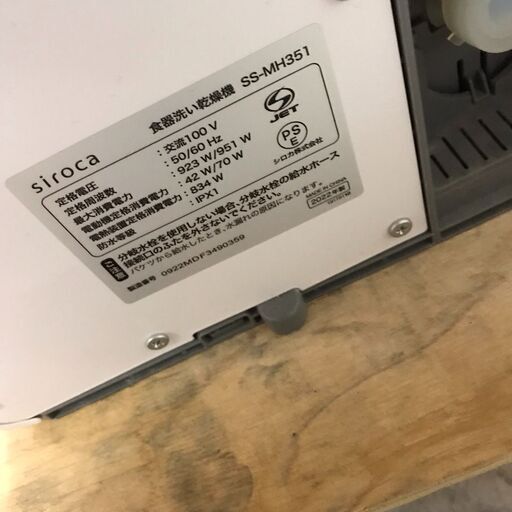 siroca
食器洗い乾燥機 SS-MH351
定格電圧 : 交流100 V
定格周波数 : 50/60 Hz
最大消費電力 : 923 W/951 W
電動機定格消費電力 : 42 W/70 W
電熱装置定格消費電力 : 834 W
防水等級 : IPX1
JET
PS
E
シロカ株式会社
分岐水栓を使用しない場合、分岐水栓の給水ホース
接続口のふたを外さないでください。
バケツから給水したとき、水漏れの原因になります。
MADE IN CHINA
2022年製
製造番号 0922MDF3490359